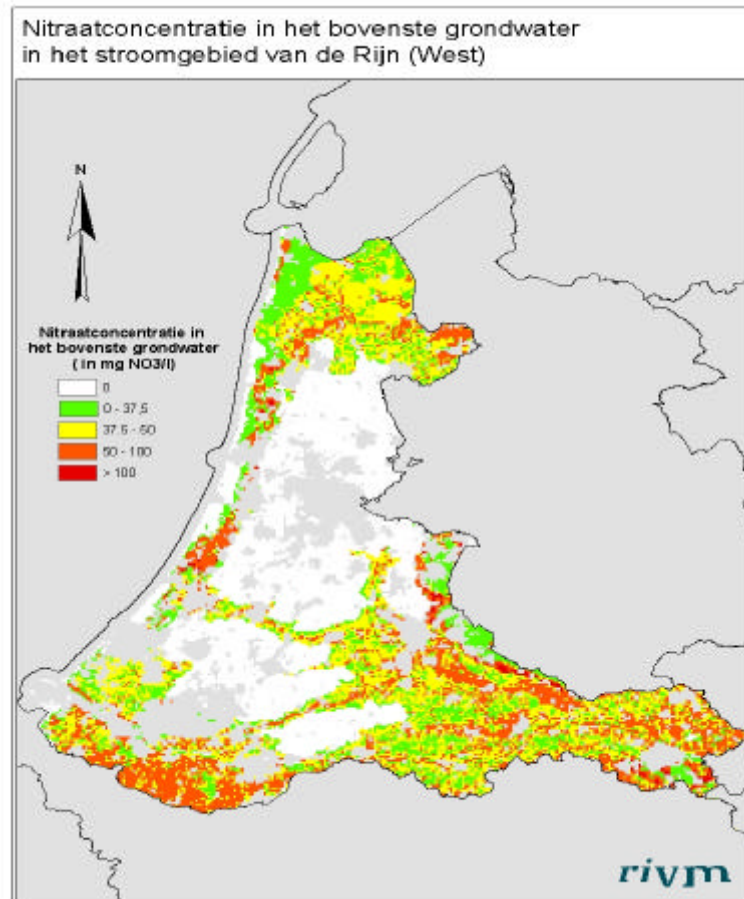 Nitraatconcentratie in het bovenste grondwater
in het stroomgebied van de Rijn (West)
N
Nitraatconcentratie in
het bovenste grondwater
( in mg NO3/l)
0
0 - 37,5
37,5 - 50
50 - 100
> 100
rivm